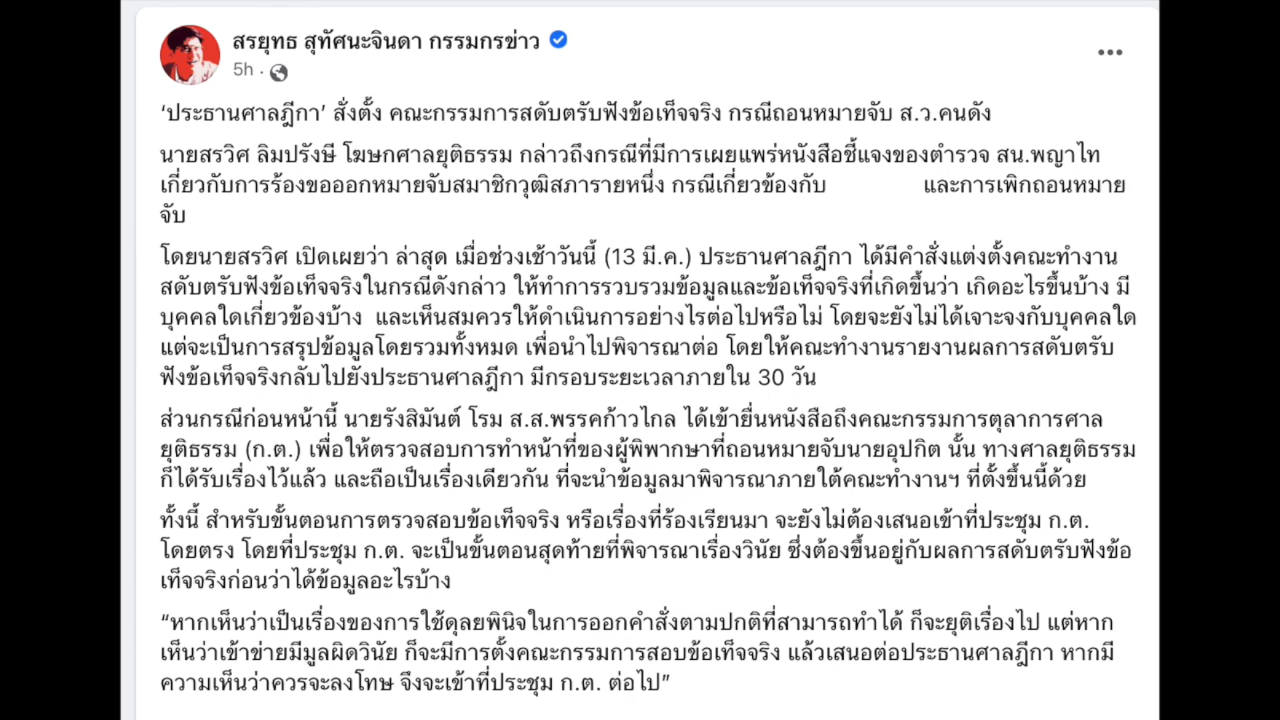 สรยุทธ สุทัศนะจินดา กรรมกรข่าว
5h ·
‘ประธานศาลฎีกา’ สั่งตั้ง คณะกรรมการสดับตรับฟังข้อเท็จจริง กรณีถอนหมายจับ ส.ว.คนดัง
นายสรวิศ ลิมปรังษี โฆษกศาลยุติธรรม กล่าวถึงกรณีที่มีการเผยแพร่หนังสือชี้แจงของตำรวจ สน.พญาไท
เกี่ยวกับการร้องขอออกหมายจับสมาชิกวุฒิสภารายหนึ่ง กรณีเกี่ยวข้องกับ และการเพิกถอนหมาย
จับ
โดยนายสรวิศ เปิดเผยว่า ล่าสุด เมื่อช่วงเช้าวันนี้ (13 มี.ค.) ประธานศาลฎีกา ได้มีคำสั่งแต่งตั้งคณะทำงาน
สดับตรับฟังข้อเท็จจริงในกรณีดังกล่าว ให้ทำการรวบรวมข้อมูลและข้อเท็จจริงที่เกิดขึ้นว่า เกิดอะไรขึ้นบ้าง มี
บุคคลใดเกี่ยวข้องบ้าง และเห็นสมควรให้ดำเนินการอย่างไรต่อไปหรือไม่ โดยจะยังไม่ได้เจาะจงกับบุคคลใด
แต่จะเป็นการสรุปข้อมูลโดยรวมทั้งหมด เพื่อนำไปพิจารณาต่อ โดยให้คณะทำงานรายงานผลการสดับตรับ
ฟังข้อเท็จจริงกลับไปยังประธานศาลฎีกา มีกรอบระยะเวลาภายใน 30 วัน
ส่วนกรณีก่อนหน้านี้ นายรังสิมันต์ โรม ส.ส.พรรคก้าวไกล ได้เข้ายื่นหนังสือถึงคณะกรรมการตุลาการศาล
ยุติธรรม (ก.ต.) เพื่อให้ตรวจสอบการทำหน้าที่ของผู้พิพากษาที่ถอนหมายจับนายอุปกิต นั้น ทางศาลยุติธรรม
ก็ได้รับเรื่องไว้แล้ว และถือเป็นเรื่องเดียวกัน ที่จะนำข้อมูลมาพิจารณาภายใต้คณะทำงานฯ ที่ตั้งขึ้นนี้ด้วย
ทั้งนี้ สำหรับขั้นตอนการตรวจสอบข้อเท็จจริง หรือเรื่องที่ร้องเรียนมา จะยังไม่ต้องเสนอเข้าที่ประชุม ก.ต.
โดยตรง โดยที่ประชุม ก.ต. จะเป็นขั้นตอนสุดท้ายที่พิจารณาเรื่องวินัย ซึ่งต้องขึ้นอยู่กับผลการสดับตรับฟังข้อ
เท็จจริงก่อนว่าได้ข้อมูลอะไรบ้าง
“หากเห็นว่าเป็นเรื่องของการใช้ดุลยพินิจในการออกคำสั่งตามปกติที่สามารถทำได้ ก็จะยุติเรื่องไป แต่หาก
เห็นว่าเข้าข่ายมีมูลผิดวินัย ก็จะมีการตั้งคณะกรรมการสอบข้อเท็จจริง แล้วเสนอต่อประธานศาลฎีกา หากมี
ความเห็นว่าควรจะลงโทษ จึงจะเข้าที่ประชุม ก.ต. ต่อไป”